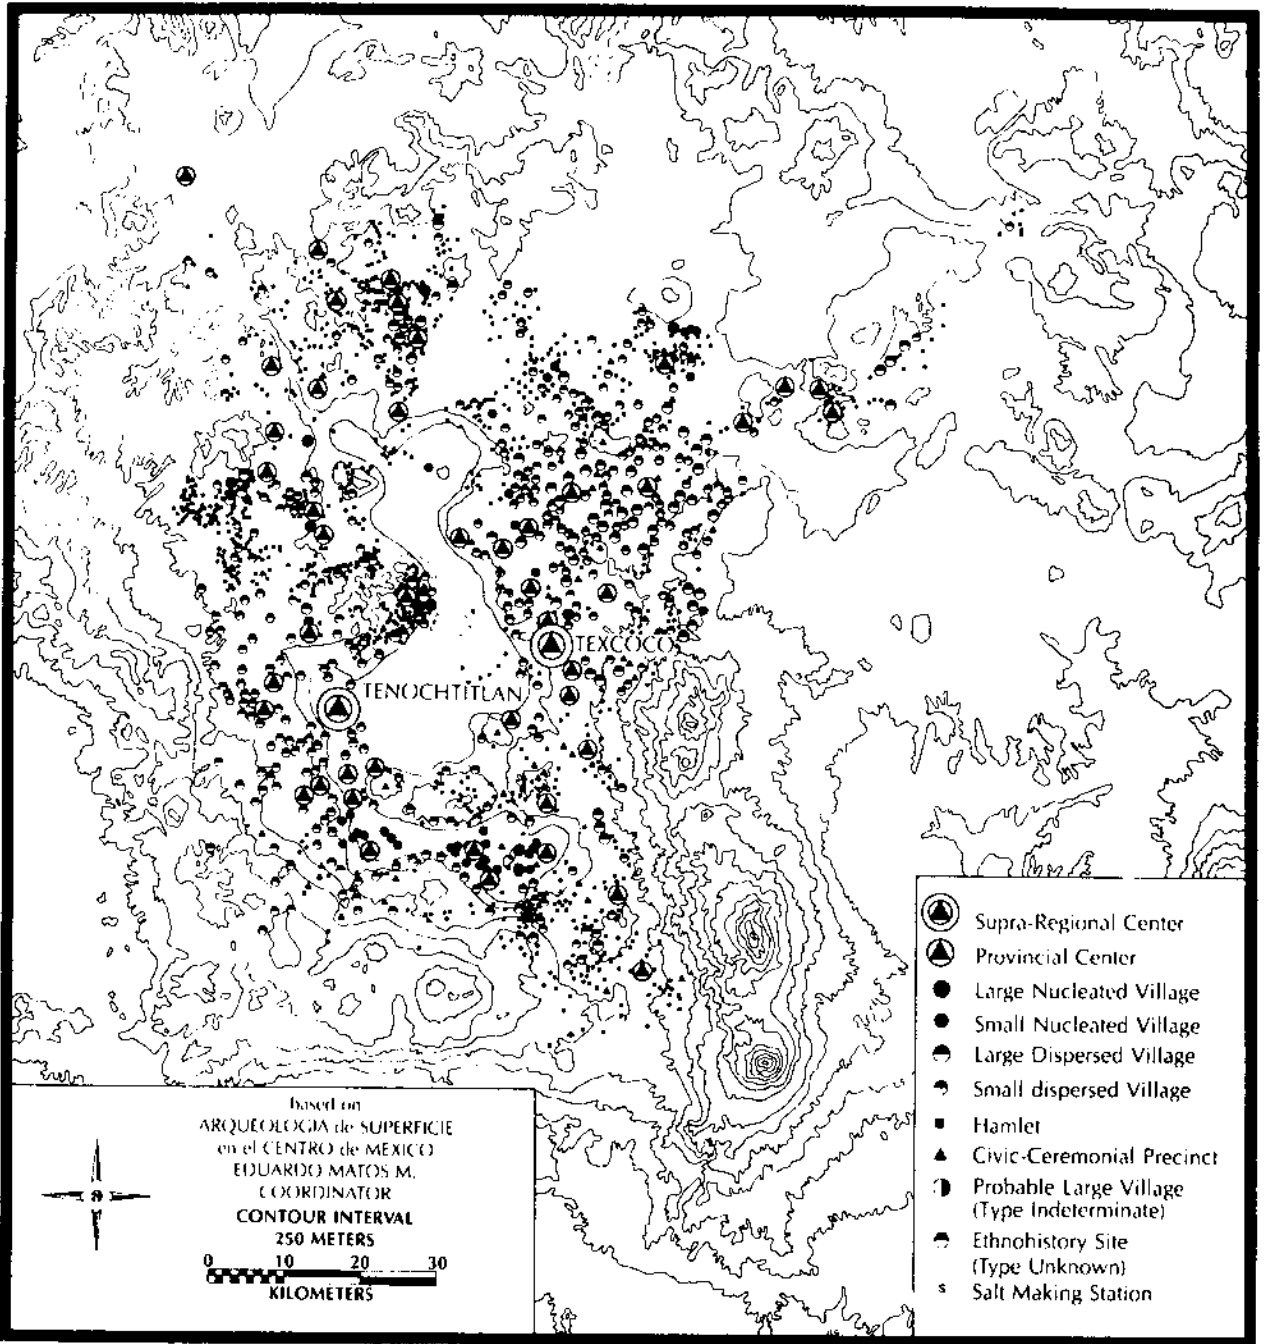 TEXCOCO
TENOCHTITLAN
Supra-Regional Center
Provincial Center
Large Nucleated Village
Small Nucleated Village
Large Dispersed Village
Small dispersed Village
Hamlet
Civic-Ceremonial Precinct
Probable Large Village
(Type Indeterminate)
Ethnohistory Site
(Type Unknown)
s Salt Making Station
based on
ARQUEOLOGIA de SUPERFICIE
en el CENTRO de MEXICO
EDUARDO MATOS M.
COORDINATOR
CONTOUR INTERVAL
250 METERS
0 10 20 30
KILOMETERS